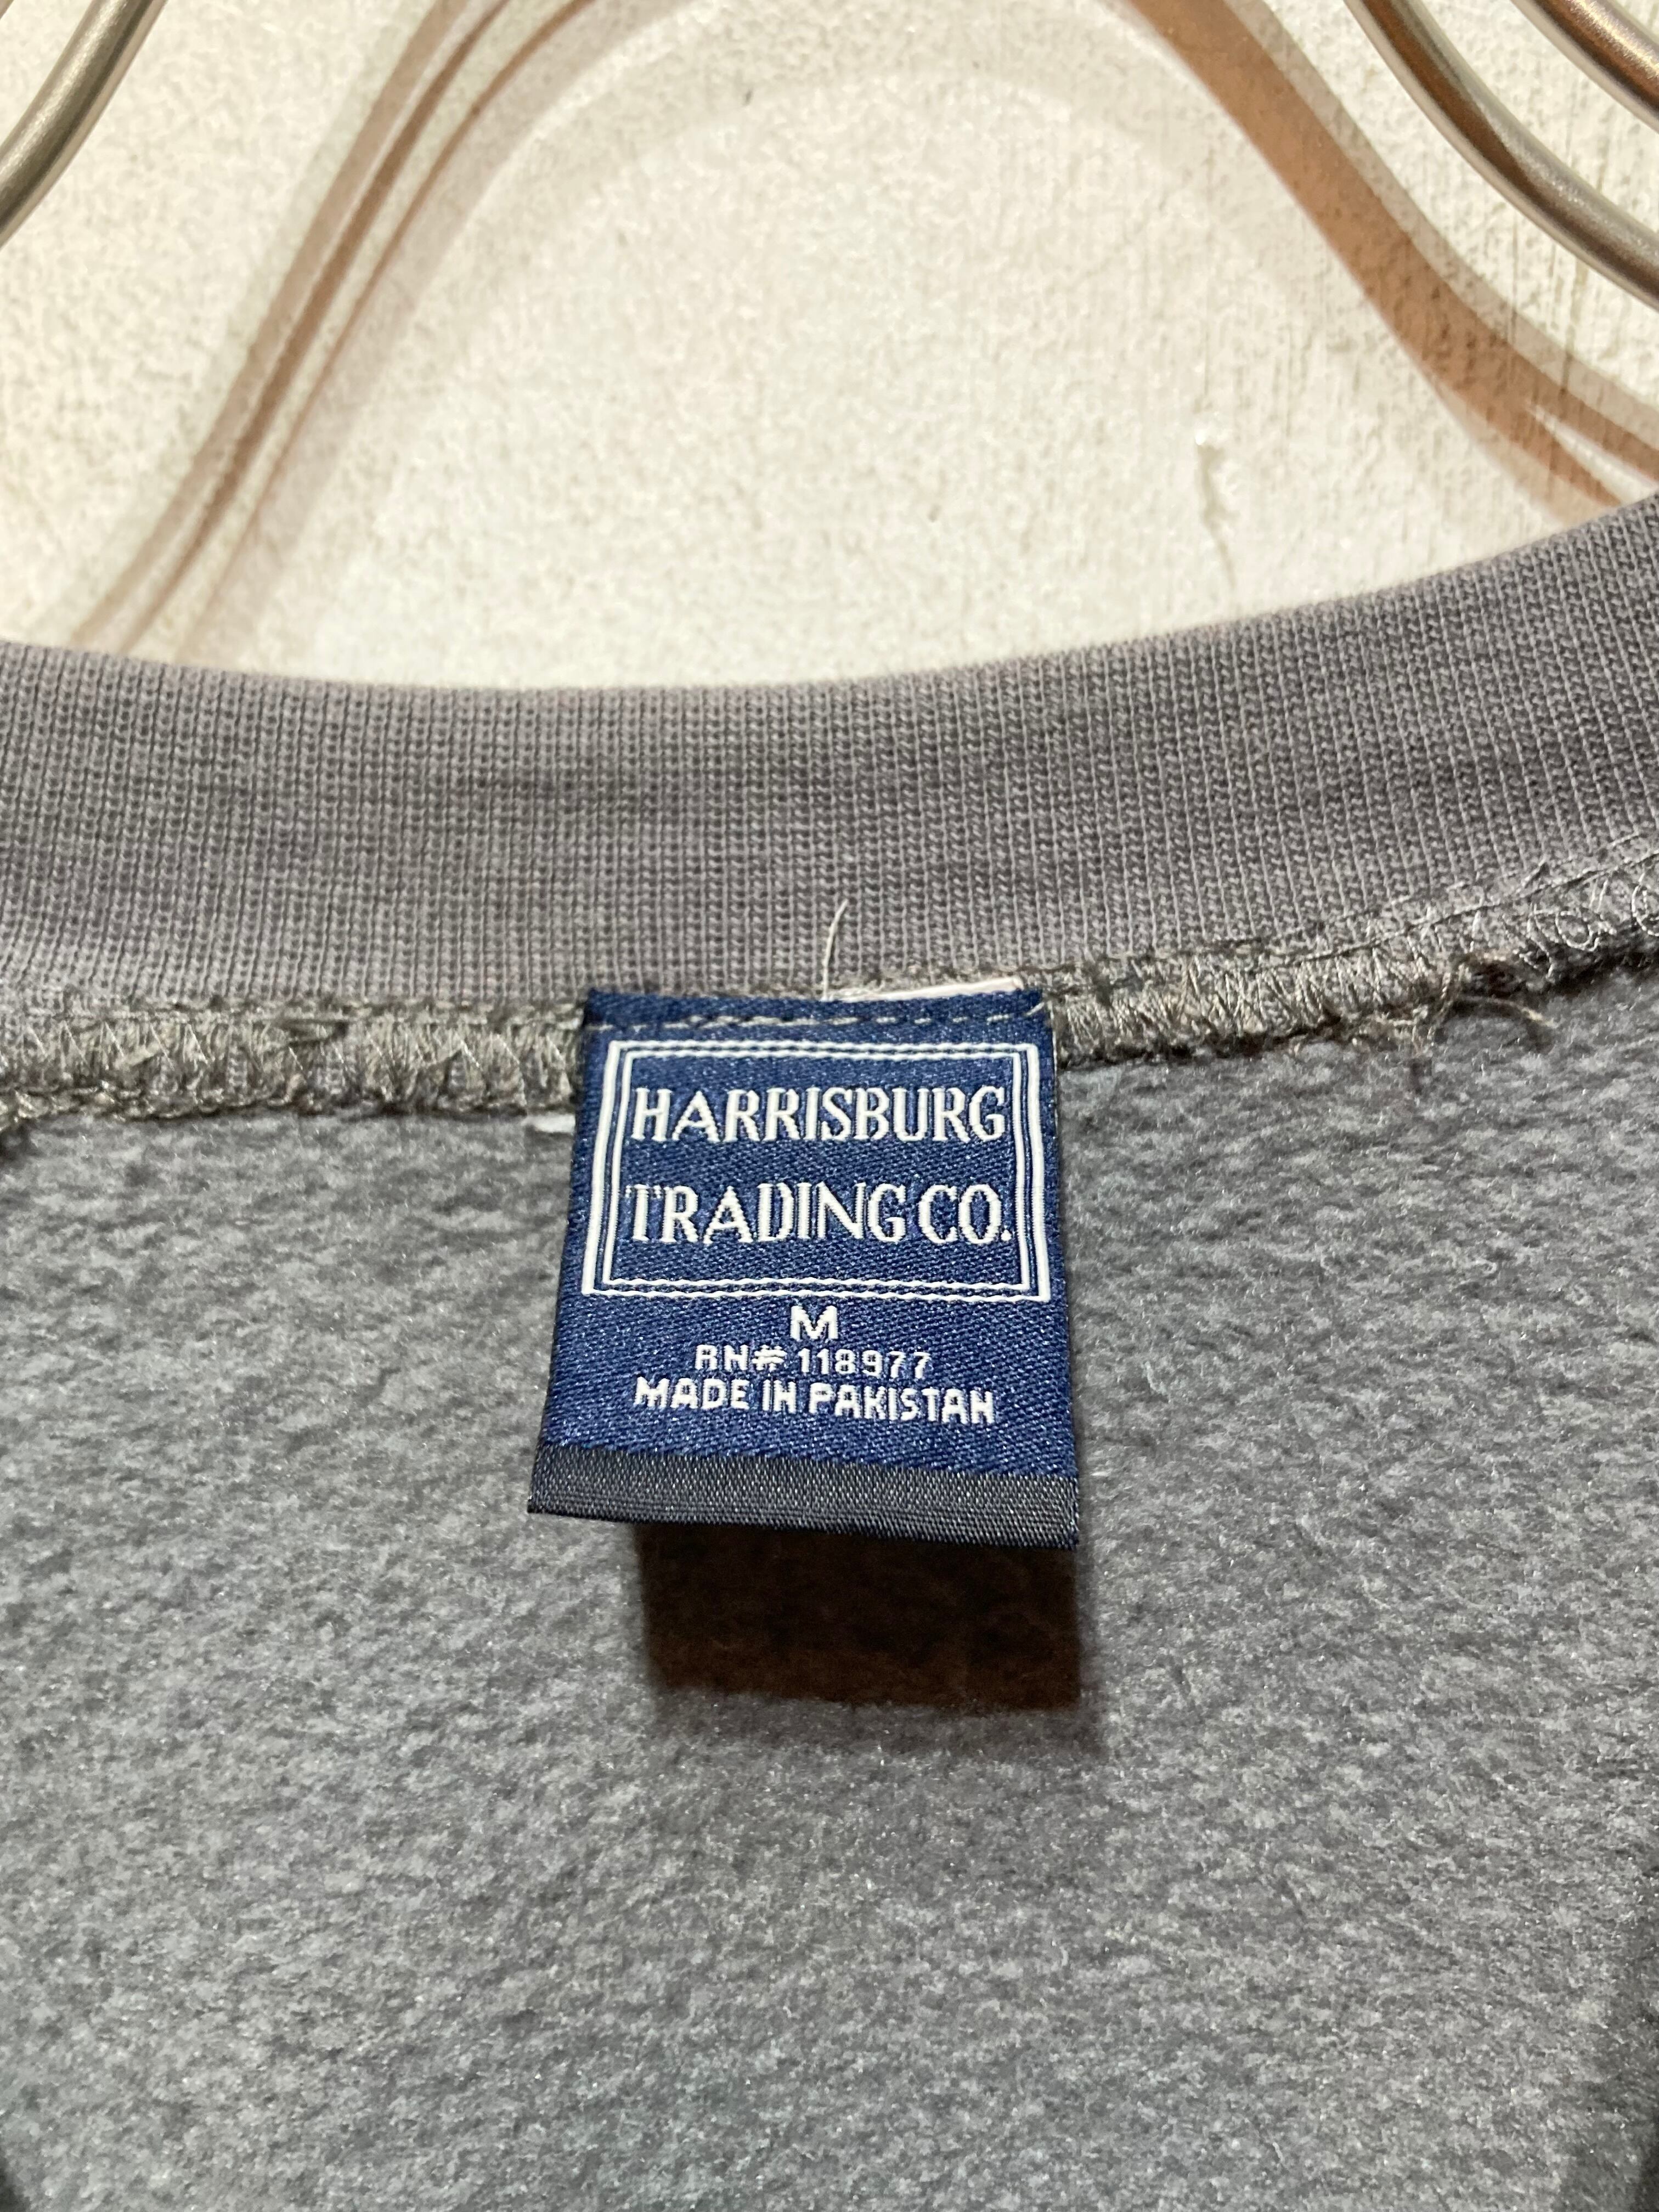 HARRISBURG
TRADING CO.
M
RN# 118977
MADE IN PAKISTAN